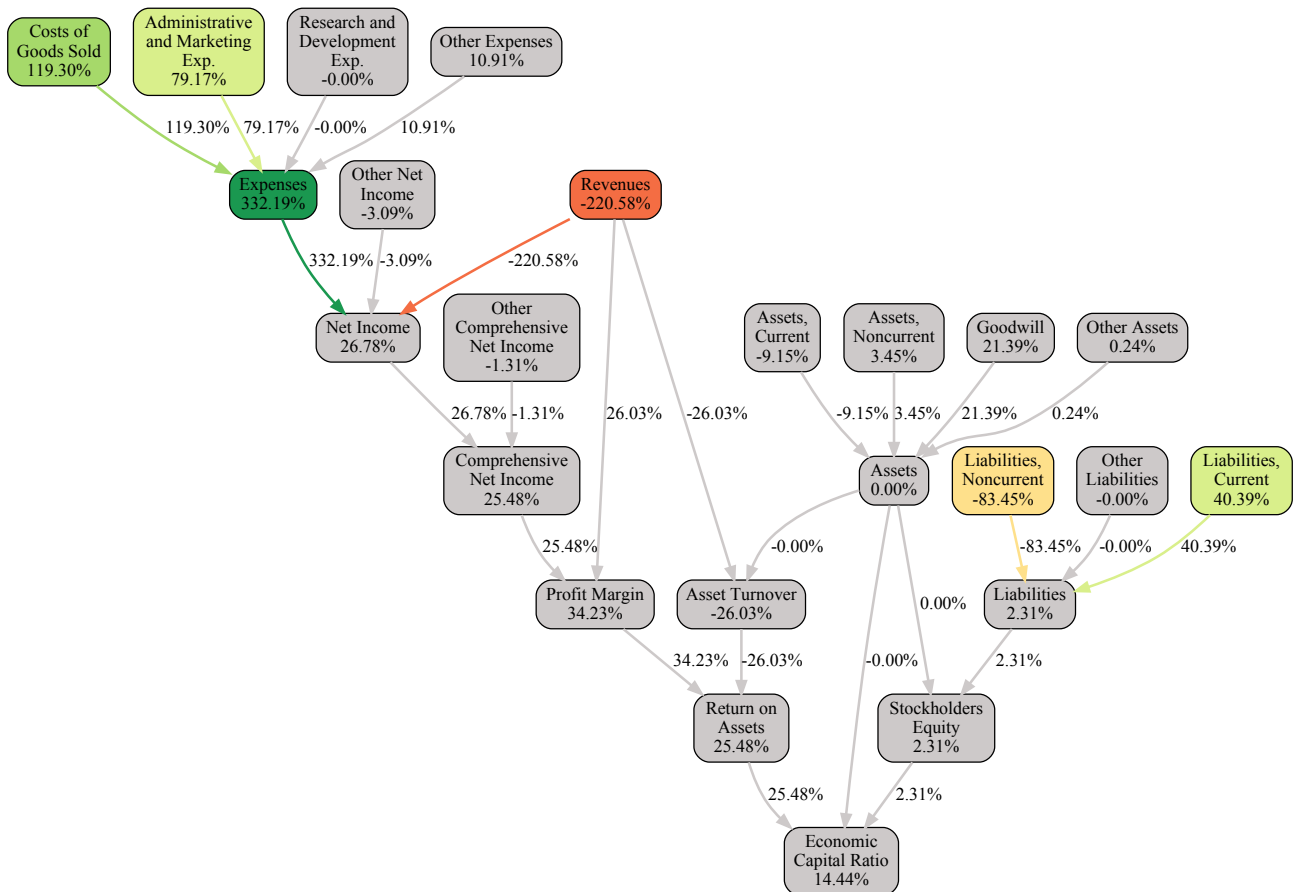 Costs of
Goods Sold
119.30%
Administrative
and Marketing
Exp.
79.17%
Research and
Development
Exp.
-0.00%
Other Expenses
10.91%
119.30%
79.17%
-0.00%
10.91%
Expenses
332.19%
Other Net
Income
-3.09%
Revenues
-220.58%
332.19%
-3.09%
-220.58%
Net Income
26.78%
Other
Comprehensive
Net Income
-1.31%
Assets,
Current
-9.15%
Assets,
Noncurrent
3.45%
Goodwill
21.39%
Other Assets
0.24%
26.78%
-1.31%
26.03%
-26.03%
-9.15%
3.45%
21.39%
0.24%
Comprehensive
Net Income
25.48%
Assets
0.00%
Liabilities,
Noncurrent
-83.45%
Other
Liabilities
-0.00%
Liabilities,
Current
40.39%
25.48%
-0.00%
-83.45%
-0.00%
40.39%
Profit Margin
34.23%
Asset Turnover
-26.03%
0.00%
Liabilities
2.31%
34.23%
-26.03%
-0.00%
2.31%
Return on
Assets
25.48%
Stockholders
Equity
2.31%
25.48%
2.31%
Economic
Capital Ratio
14.44%